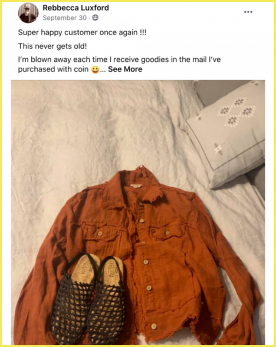 Rebbecca Luxford
September 30 ·
Super happy customer once again !!!
This never gets old!
I'm blown away each time I receive goodies in the mail I've
purchased with coin 😀... See More